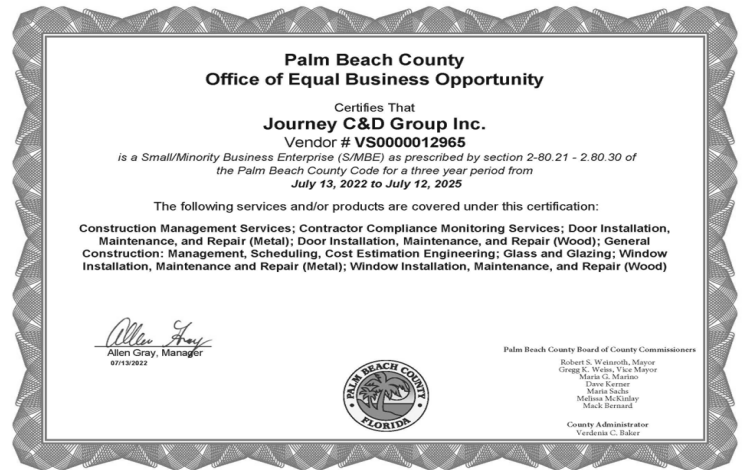 Palm Beach County
Office of Equal Business Opportunity
Certifies That
Journey C&D Group Inc.
Vendor # VS0000012965
is a Small/Minority Business Enterprise (S/MBE) as prescribed by section 2-80.21 - 2.80.30 of
the Palm Beach County Code for a three year period from
July 13, 2022 to July 12, 2025
The following services and/or products are covered under this certification:
Construction Management Services; Contractor Compliance Monitoring Services; Door Installation,
Maintenance, and Repair (Metal); Door Installation, Maintenance, and Repair (Wood); General
Construction: Management, Scheduling, Cost Estimation Engineering; Glass and Glazing; Window
Installation, Maintenance and Repair (Metal); Window Installation, Maintenance, and Repair (Wood)
Allen Gray
Allen Gray, Manager
07/13/2022
PALM BEACH COUNTY
FLORIDA
Palm Beach County Board of County Commissioners
Robert S. Weinroth, Mayor
Gregg K. Weiss, Vice Mayor
Maria G. Marino
Dave Kerner
Maria Sachs
Melissa McKinlay
Mack Bernard
County Administrator
Verdenia C. Baker